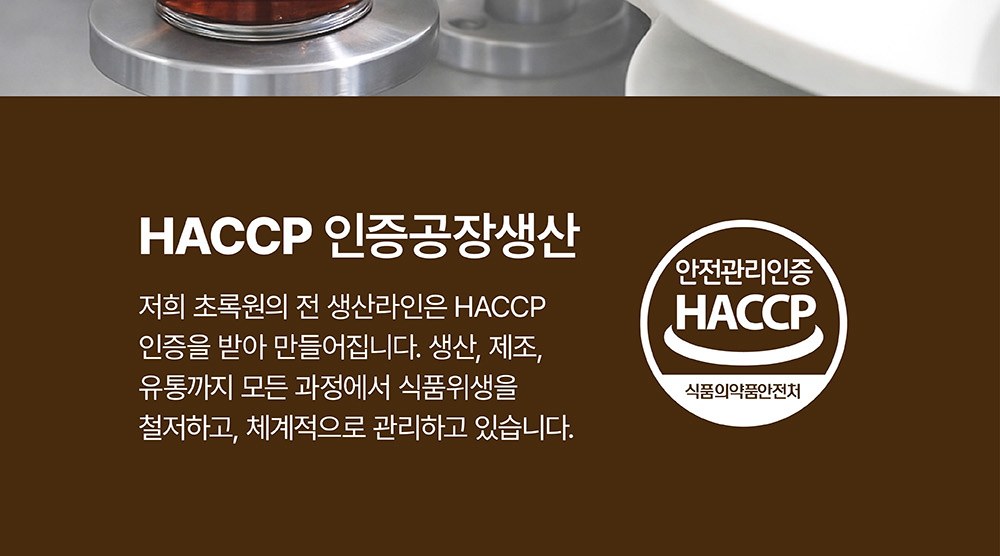 HACCP 인증공장생산
저희 초록원의 전 생산라인은 HACCP
인증을 받아 만들어집니다. 생산, 제조,
유통까지 모든 과정에서 식품위생을
철저하고, 체계적으로 관리하고 있습니다.
안전관리인증
HACCP
식품의약품안전처